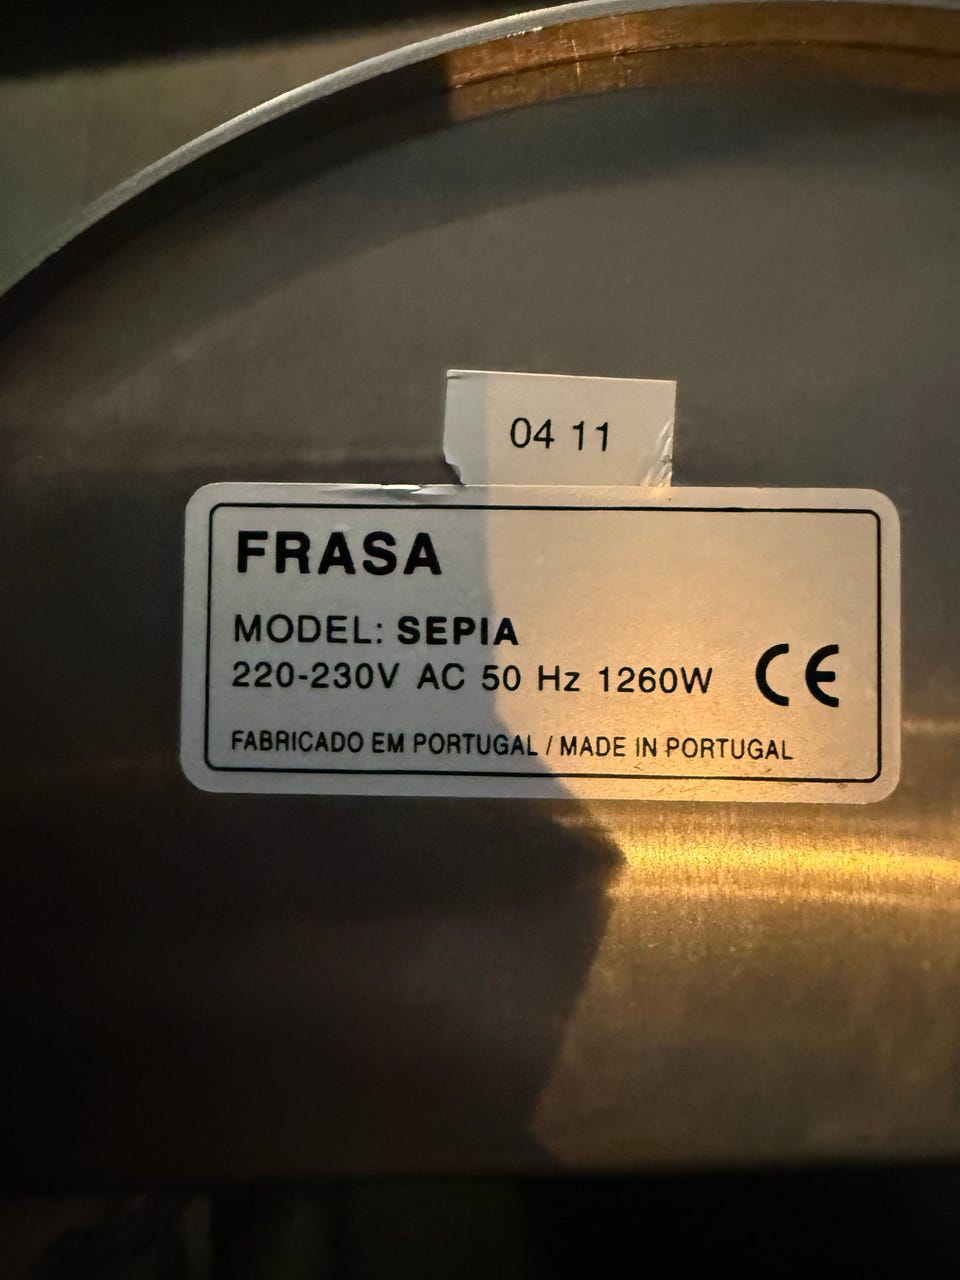 04 11
FRASA
MODEL: SEPIA
220-230V AC 50 Hz 1260W
CE
FABRICADO EM PORTUGAL / MADE IN PORTUGAL